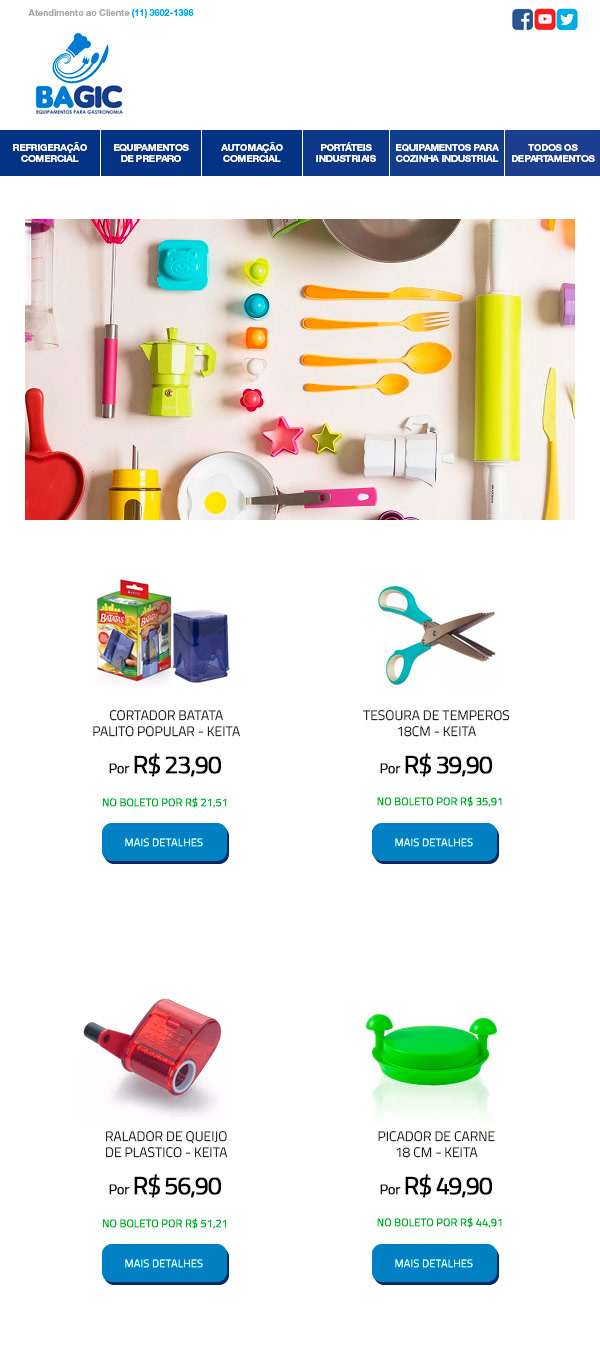 Atendimento ao Cliente (11) 3602-1396
BAGIC
EQUIPAMENTOS PARA GASTRONOMIA
REFRIGERAÇÃO
COMERCIAL
EQUIPAMENTOS
DE PREPARO
AUTOMAÇÃO
COMERCIAL
PORTÁTEIS
INDUSTRIAIS
EQUIPAMENTOS PARA
COZINHA INDUSTRIAL
TODOS OS
DEPARTAMENTOS
BATATAS
CORTADOR BATATA
PALITO POPULAR - KEITA
Por R$ 23,90
NO BOLETO POR R$ 21,51
MAIS DETALHES
TESOURA DE TEMPEROS
18CM - KEITA
Por R$ 39,90
NO BOLETO POR R$ 35,91
MAIS DETALHES
RALADOR DE QUEIJO
DE PLASTICO - KEITA
Por R$ 56,90
NO BOLETO POR R$ 51,21
MAIS DETALHES
PICADOR DE CARNE
18 CM - KEITA
Por R$ 49,90
NO BOLETO POR R$ 44,91
MAIS DETALHES